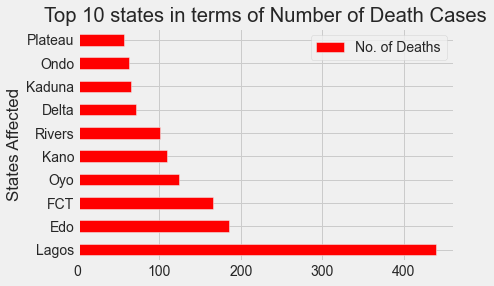 Top 10 states in terms of Number of Death Cases
No. of Deaths
States Affected
Plateau
Ondo
Kaduna
Delta
Rivers
Kano
Oyo
FCT
Edo
Lagos
0 100 200 300 400